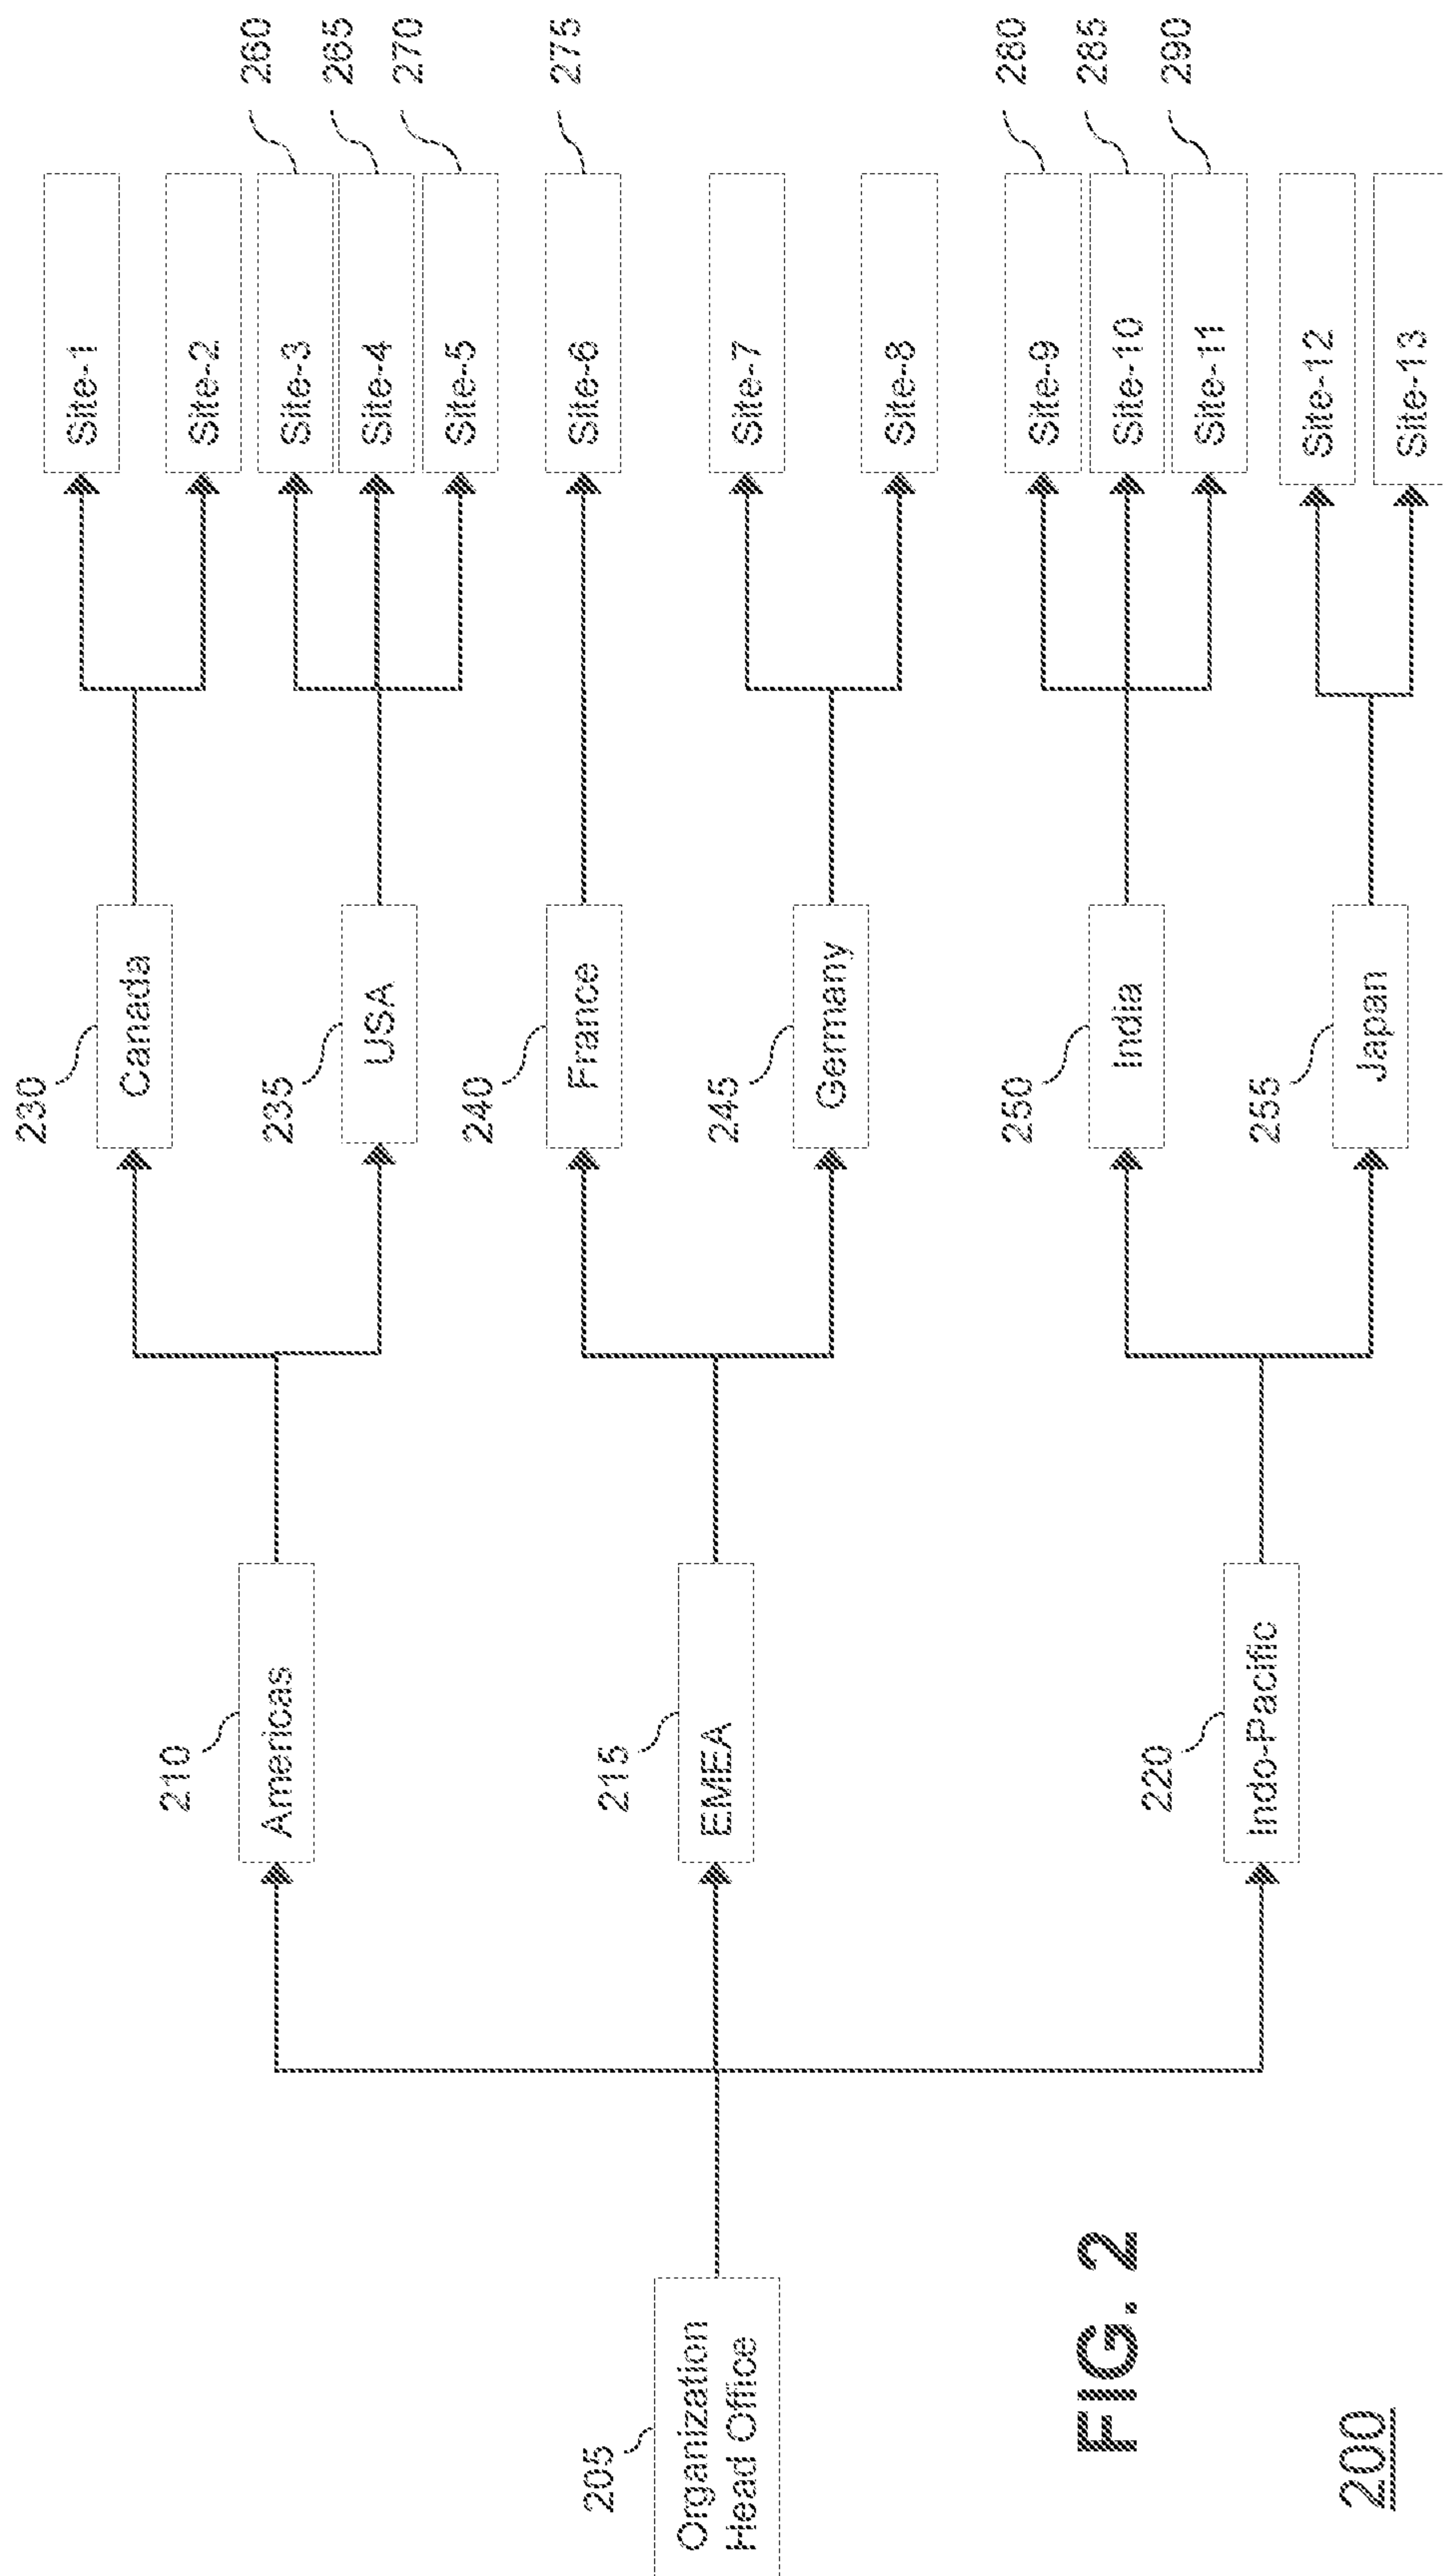 205
Organization
Head Office
210
Americas
215
EMEA
220
Indo-Pacific
230
Canada
235
USA
240
France
245
Germany
250
India
255
Japan
Site-1
Site-2
Site-3
260
Site-4
265
Site-5
270
Site-6
275
Site-7
Site-8
Site-9
280
Site-10
285
Site-11
290
Site-12
Site-13
FIG. 2
200